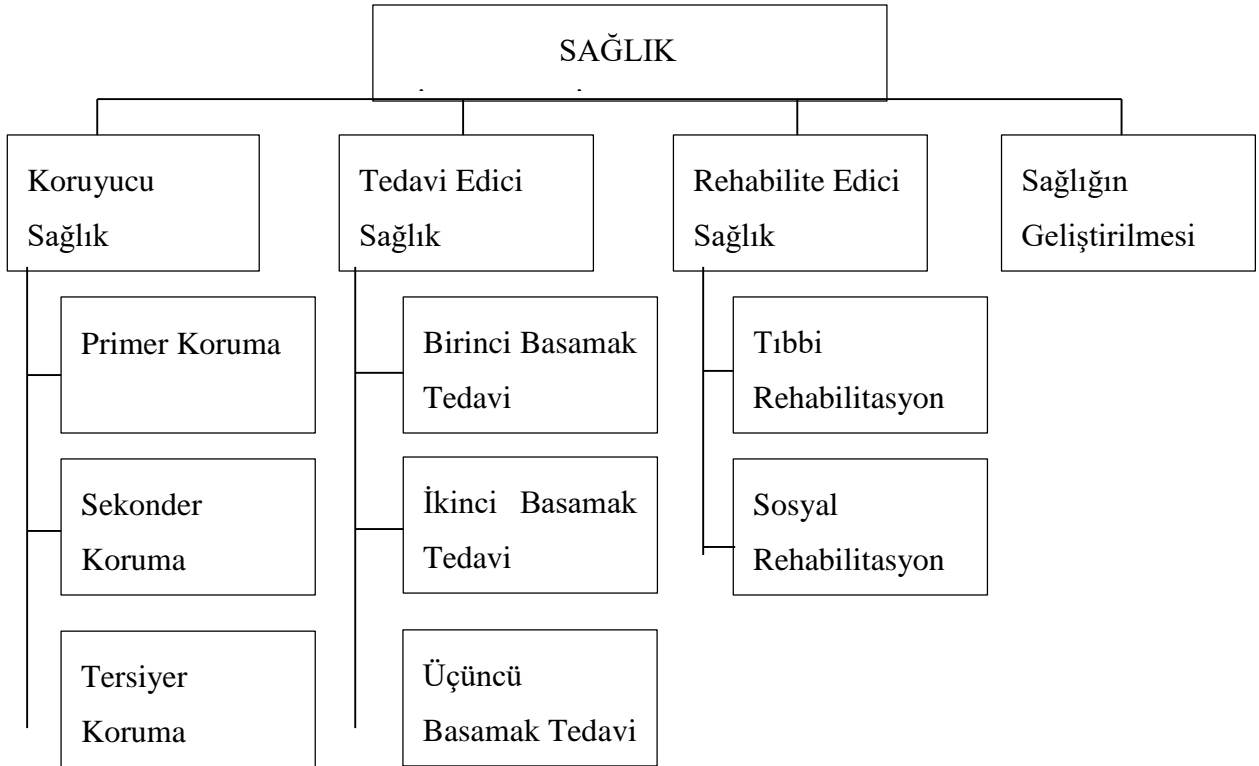 SAĞLIK
Koruyucu
Sağlık
Tedavi Edici
Sağlık
Rehabilite Edici
Sağlık
Sağlığın
Geliştirilmesi
Primer Koruma
Birinci Basamak
Tedavi
Tıbbi
Rehabilitasyon
Sekonder
Koruma
İkinci Basamak
Tedavi
Sosyal
Rehabilitasyon
Tersiyer
Koruma
Üçüncü
Basamak Tedavi